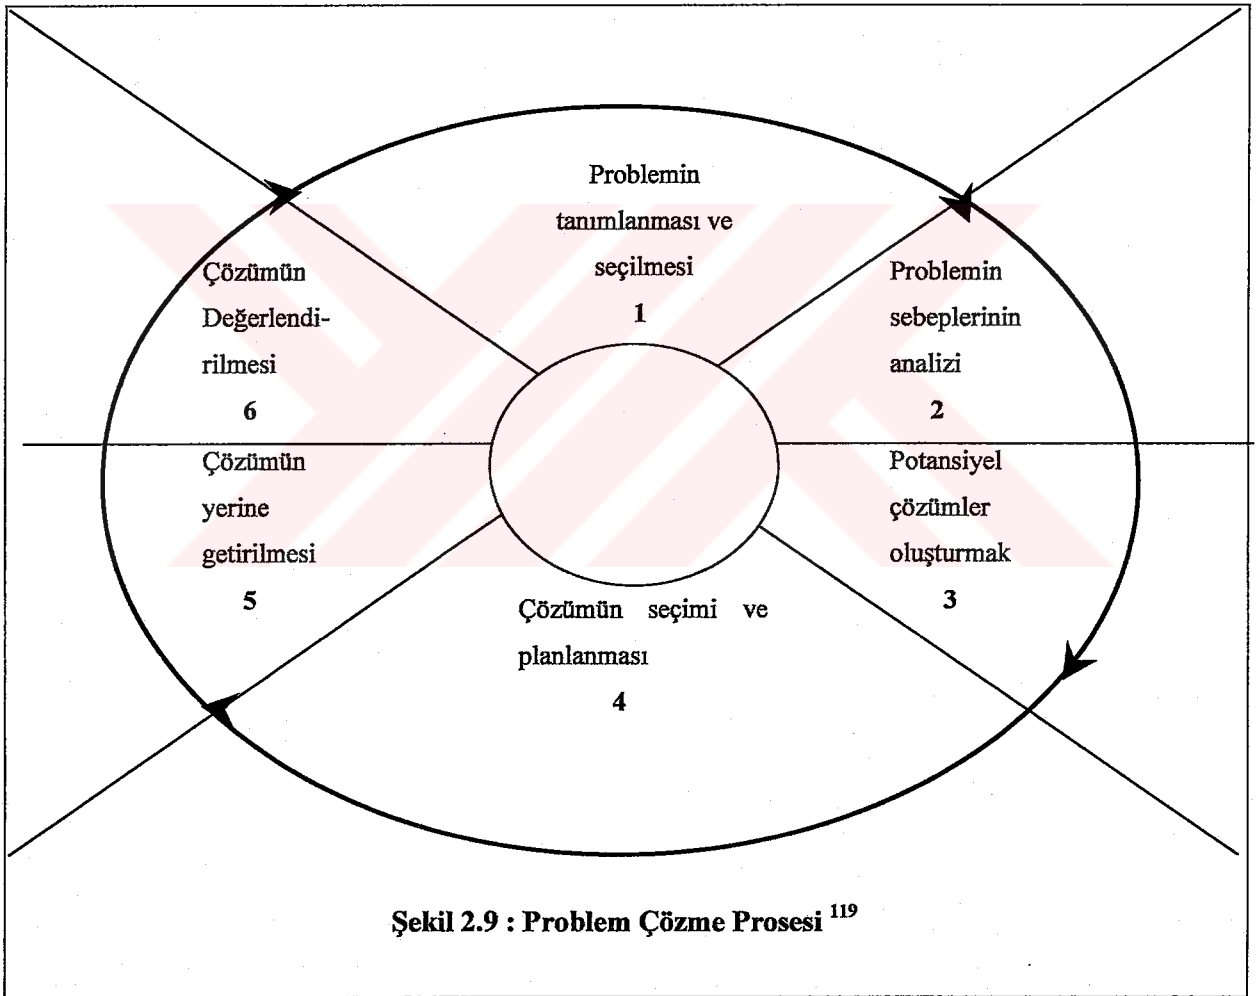 Problemin
tanımlanması ve
seçilmesi
1
Problemin
sebeplerinin
analizi
2
Potansiyel
çözümler
oluşturmak
3
Çözümün seçimi ve
planlanması
4
Çözümün
yerine
getirilmesi
5
Çözümün
Değerlendi-
rilmesi
6
Şekil 2.9 : Problem Çözme Prosesi 119